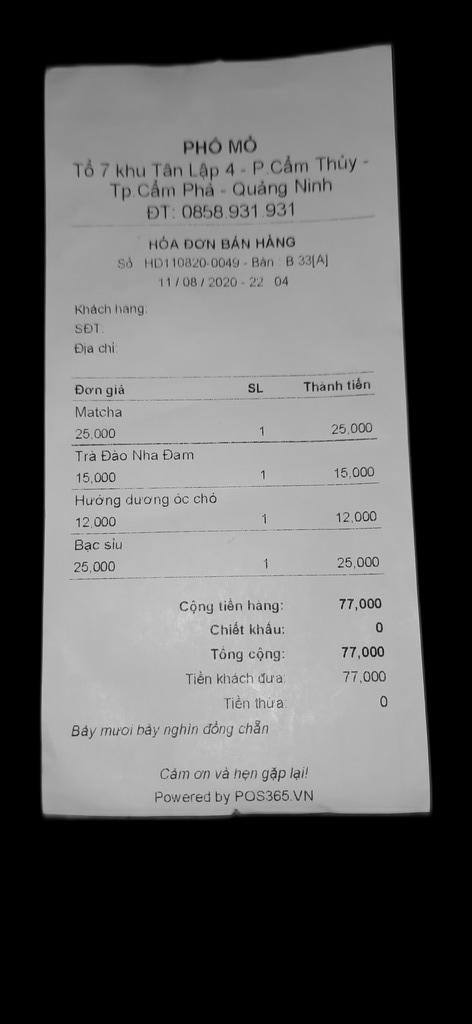 PHỐ MỎ
Tổ 7 khu Tân Lập 4 - P.Cẩm Thủy -
Tp.Cẩm Phả - Quảng Ninh
ĐT: 0858.931.931
HÓA ĐƠN BÁN HÀNG
Số HD110820-0049 - Bàn : B 33[A]
11 / 08 / 2020 - 22 04
Khách hàng:
SĐT:
Địa chỉ:
Đơn giá SL Thành tiền
Matcha
25,000 1 25,000
Trà Đào Nha Đam
15,000 1 15,000
Hướng dương óc chó
12,000 1 12,000
Bạc sỉu
25,000 1 25,000
Cộng tiền hàng: 77,000
Chiết khấu: 0
Tổng cộng: 77,000
Tiền khách đưa: 77,000
Tiền thừa: 0
Bảy mươi bảy nghìn đồng chẵn
Cảm ơn và hẹn gặp lại!
Powered by POS365.VN